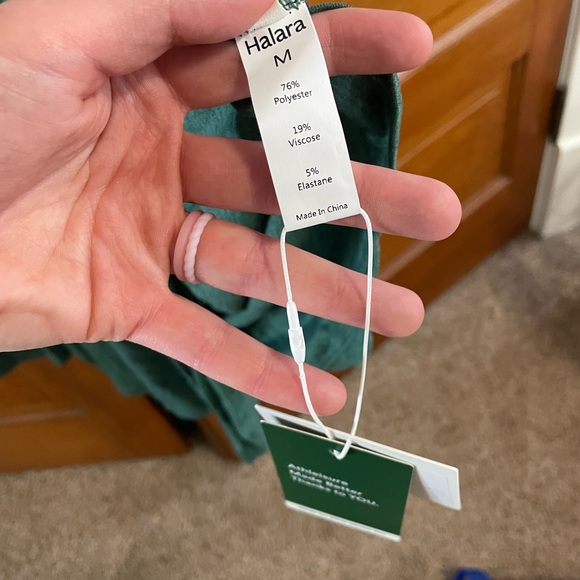 Halara
M
76%
Polyester
19%
Viscose
5%
Elastane
Made In China
Athleisure
Made Better
Thanks to YOU.